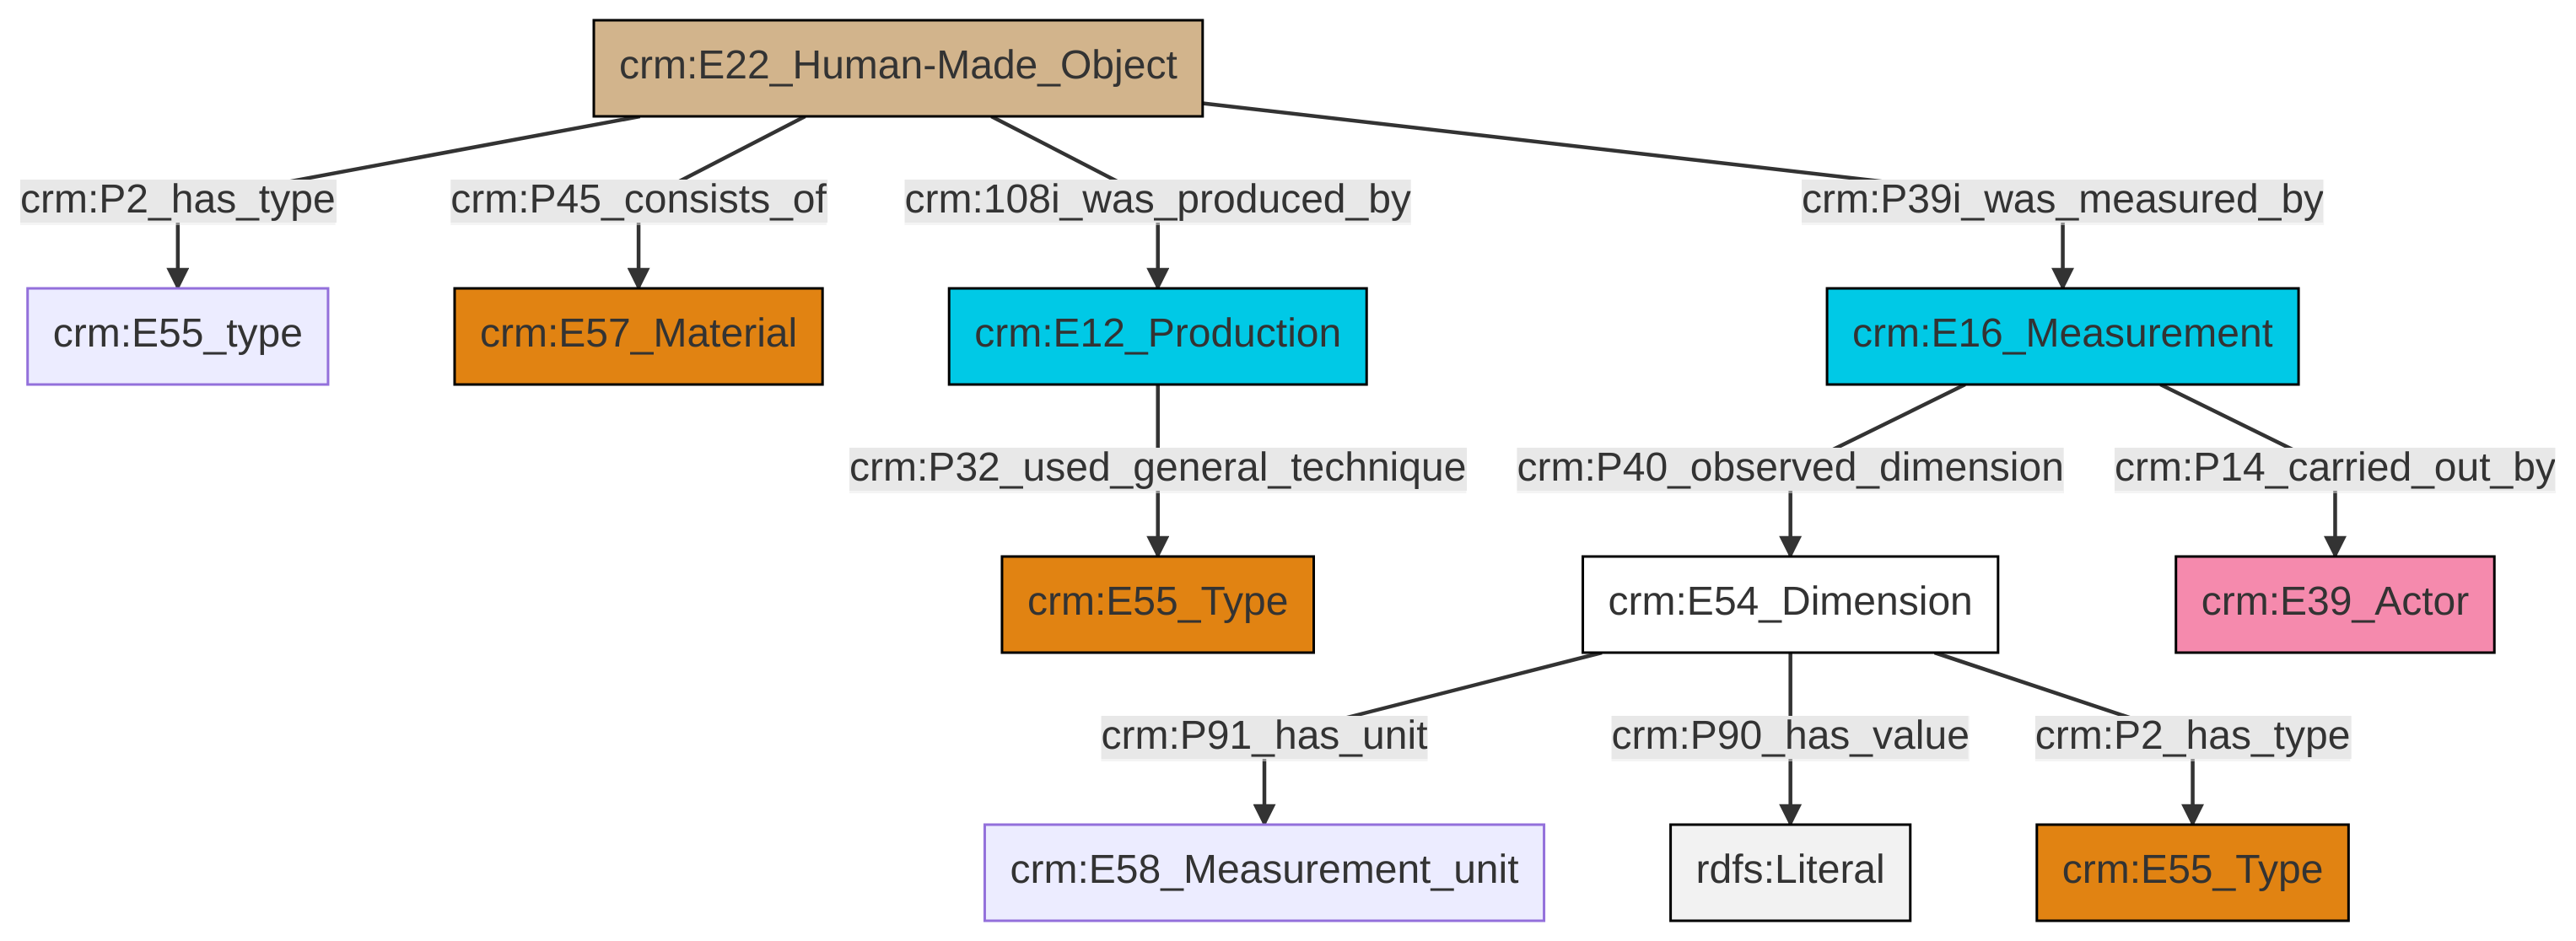 crm:E22_Human-Made_Object
crm:P2_has_type
crm:P45_consists_of
crm:108i_was_produced_by
crm:P39i_was_measured_by
crm:E55_type
crm:E57_Material
crm:E12_Production
crm:E16_Measurement
crm:P32_used_general_technique
crm:P40_observed_dimension
crm:P14_carried_out_by
crm:E55_Type
crm:E54_Dimension
crm:E39_Actor
crm:P91_has_unit
crm:P90_has_value
crm:P2_has_type
crm:E58_Measurement_unit
rdfs:Literal
crm:E55_Type